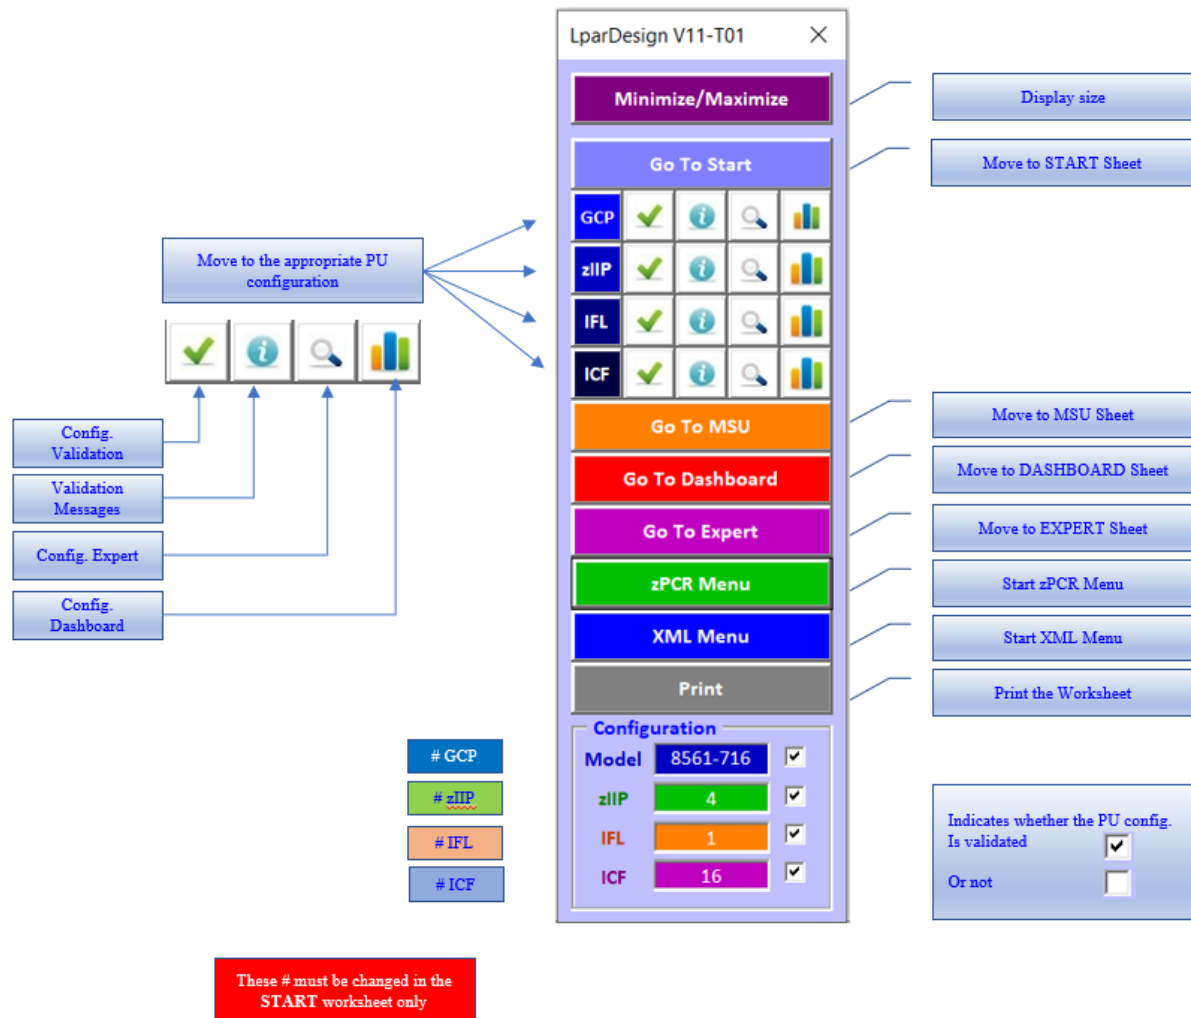 LparDesign V11-T01
Minimize/Maximize
Display size
Go To Start
Move to START Sheet
GCP
zIIP
IFL
ICF
Move to the appropriate PU
configuration
Config.
Validation
Validation
Messages
Config. Expert
Config.
Dashboard
Go To MSU
Move to MSU Sheet
Go To Dashboard
Move to DASHBOARD Sheet
Go To Expert
Move to EXPERT Sheet
zPCR Menu
Start zPCR Menu
XML Menu
Start XML Menu
Print
Print the Worksheet
Configuration
Model 8561-716
zIIP 4
IFL 1
ICF 16
# GCP
# zIIP
# IFL
# ICF
Indicates whether the PU config.
Is validated
Or not
These # must be changed in the
START worksheet only